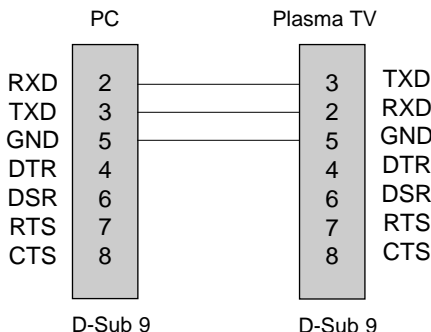 PC Plasma TV
RXD 2 3 TXD
TXD 3 2 RXD
GND 5 5 GND
DTR 4 4 DTR
DSR 6 6 DSR
RTS 7 7 RTS
CTS 8 8 CTS
D-Sub 9 D-Sub 9